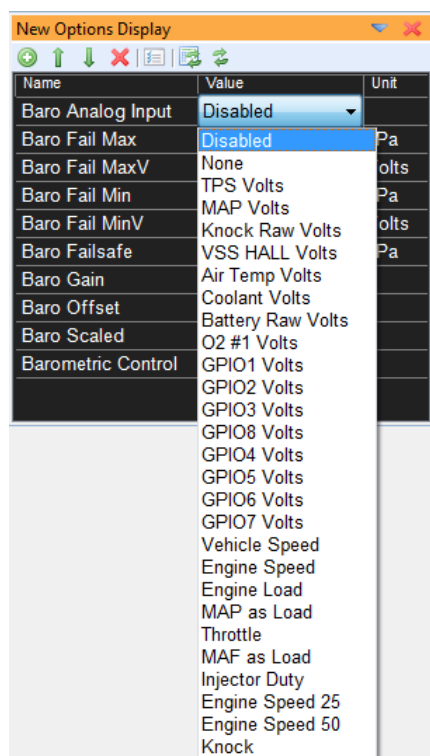 New Options Display
Name Value Unit
Baro Analog Input Disabled
Baro Fail Max Pa
Baro Fail MaxV olts
Baro Fail Min Pa
Baro Fail MinV olts
Baro Failsafe Pa
Baro Gain
Baro Offset
Baro Scaled
Barometric Control
Disabled
None
TPS Volts
MAP Volts
Knock Raw Volts
VSS HALL Volts
Air Temp Volts
Coolant Volts
Battery Raw Volts
O2 #1 Volts
GPIO1 Volts
GPIO2 Volts
GPIO3 Volts
GPIO8 Volts
GPIO4 Volts
GPIO5 Volts
GPIO6 Volts
GPIO7 Volts
Vehicle Speed
Engine Speed
Engine Load
MAP as Load
Throttle
MAF as Load
Injector Duty
Engine Speed 25
Engine Speed 50
Knock